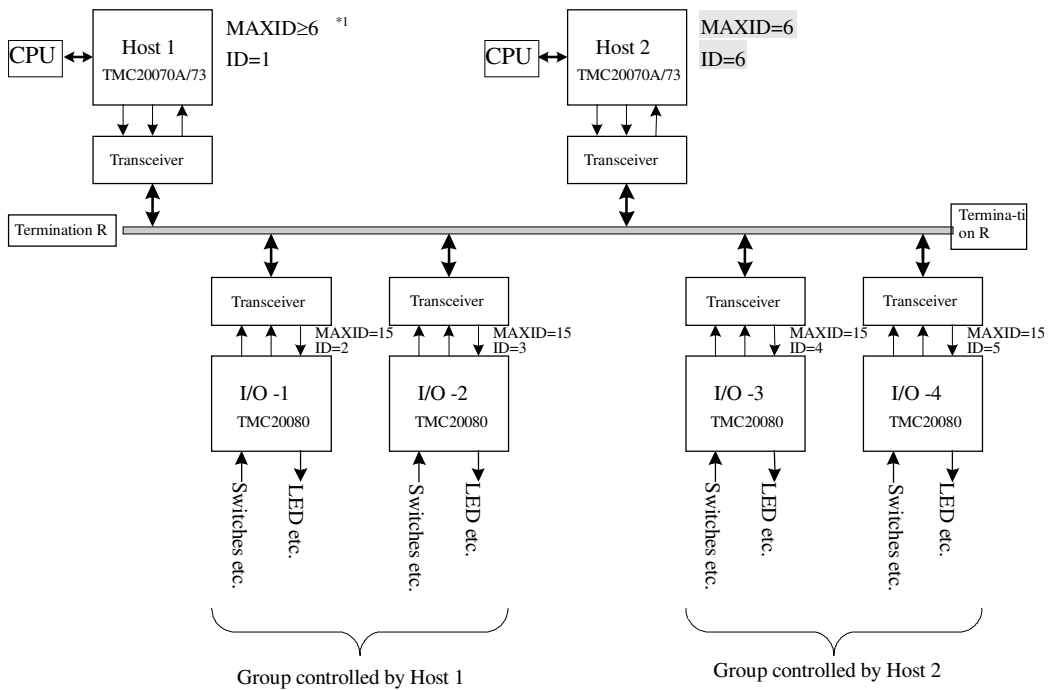 CPU
Host 1
TMC20070A/73
MAXID≥6 *1
ID=1
Transceiver
CPU
Host 2
TMC20070A/73
MAXID=6
ID=6
Transceiver
Termination R
Termina-ti
on R
Transceiver
MAXID=15
ID=2
I/O -1
TMC20080
Switches etc.
LED etc.
Transceiver
MAXID=15
ID=3
I/O -2
TMC20080
Switches etc.
LED etc.
Transceiver
MAXID=15
ID=4
I/O -3
TMC20080
Switches etc.
LED etc.
Transceiver
MAXID=15
ID=5
I/O -4
TMC20080
Switches etc.
LED etc.
Group controlled by Host 1
Group controlled by Host 2